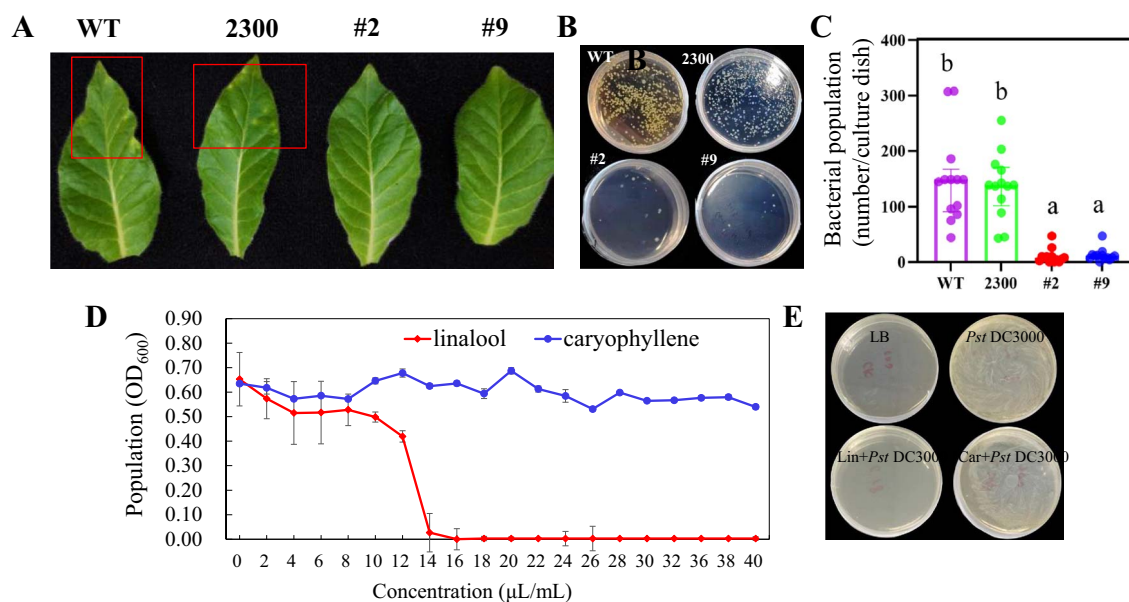 A
WT 2300 #2 #9
B
WT B 2300
#2 #9
C
Bacterial population
(number/culture dish)
400
300
200
100
0
b
b
a
a
WT 2300 #2 #9
D
Population (OD600)
0.90
0.80
0.70
0.60
0.50
0.40
0.30
0.20
0.10
0.00
linalool caryophyllene
0 2 4 6 8 10 12 14 16 18 20 22 24 26 28 30 32 34 36 38 40
Concentration (μL/mL)
E
LB Pst DC3000
Lin+Pst DC3000 Car+Pst DC3000